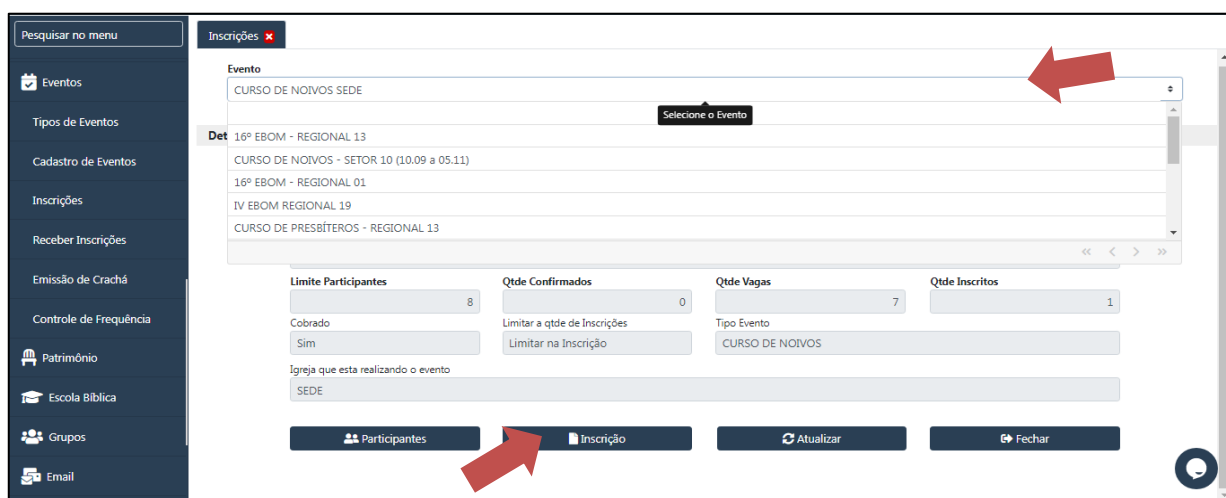 Pesquisar no menu
Eventos
Tipos de Eventos
Cadastro de Eventos
Inscrições
Receber Inscrições
Emissão de Crachá
Controle de Frequência
Patrimônio
Escola Bíblica
Grupos
Email
Inscrições
Evento
CURSO DE NOIVOS SEDE
Selecione o Evento
Det
16º EBOM - REGIONAL 13
CURSO DE NOIVOS - SETOR 10 (10.09 a 05.11)
16º EBOM - REGIONAL 01
IV EBOM REGIONAL 19
CURSO DE PRESBÍTEROS - REGIONAL 13
Limite Participantes Qtde Confirmados Qtde Vagas Qtde Inscritos
8 0 7 1
Cobrado Limitar a qtde de Inscrições Tipo Evento
Sim Limitar na Inscrição CURSO DE NOIVOS
Igreja que esta realizando o evento
SEDE
Participantes Inscrição Atualizar Fechar